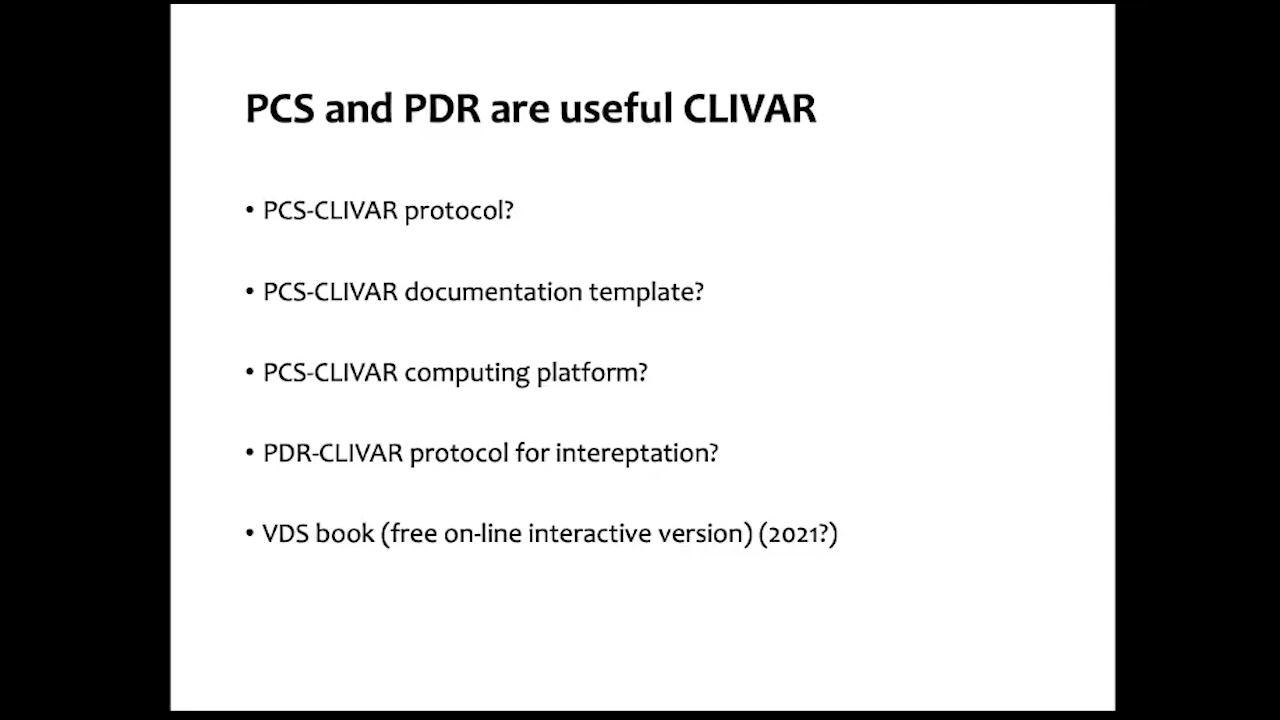 PCS and PDR are useful CLIVAR
• PCS-CLIVAR protocol?
• PCS-CLIVAR documentation template?
• PCS-CLIVAR computing platform?
• PDR-CLIVAR protocol for intereptation?
• VDS book (free on-line interactive version) (2021?)